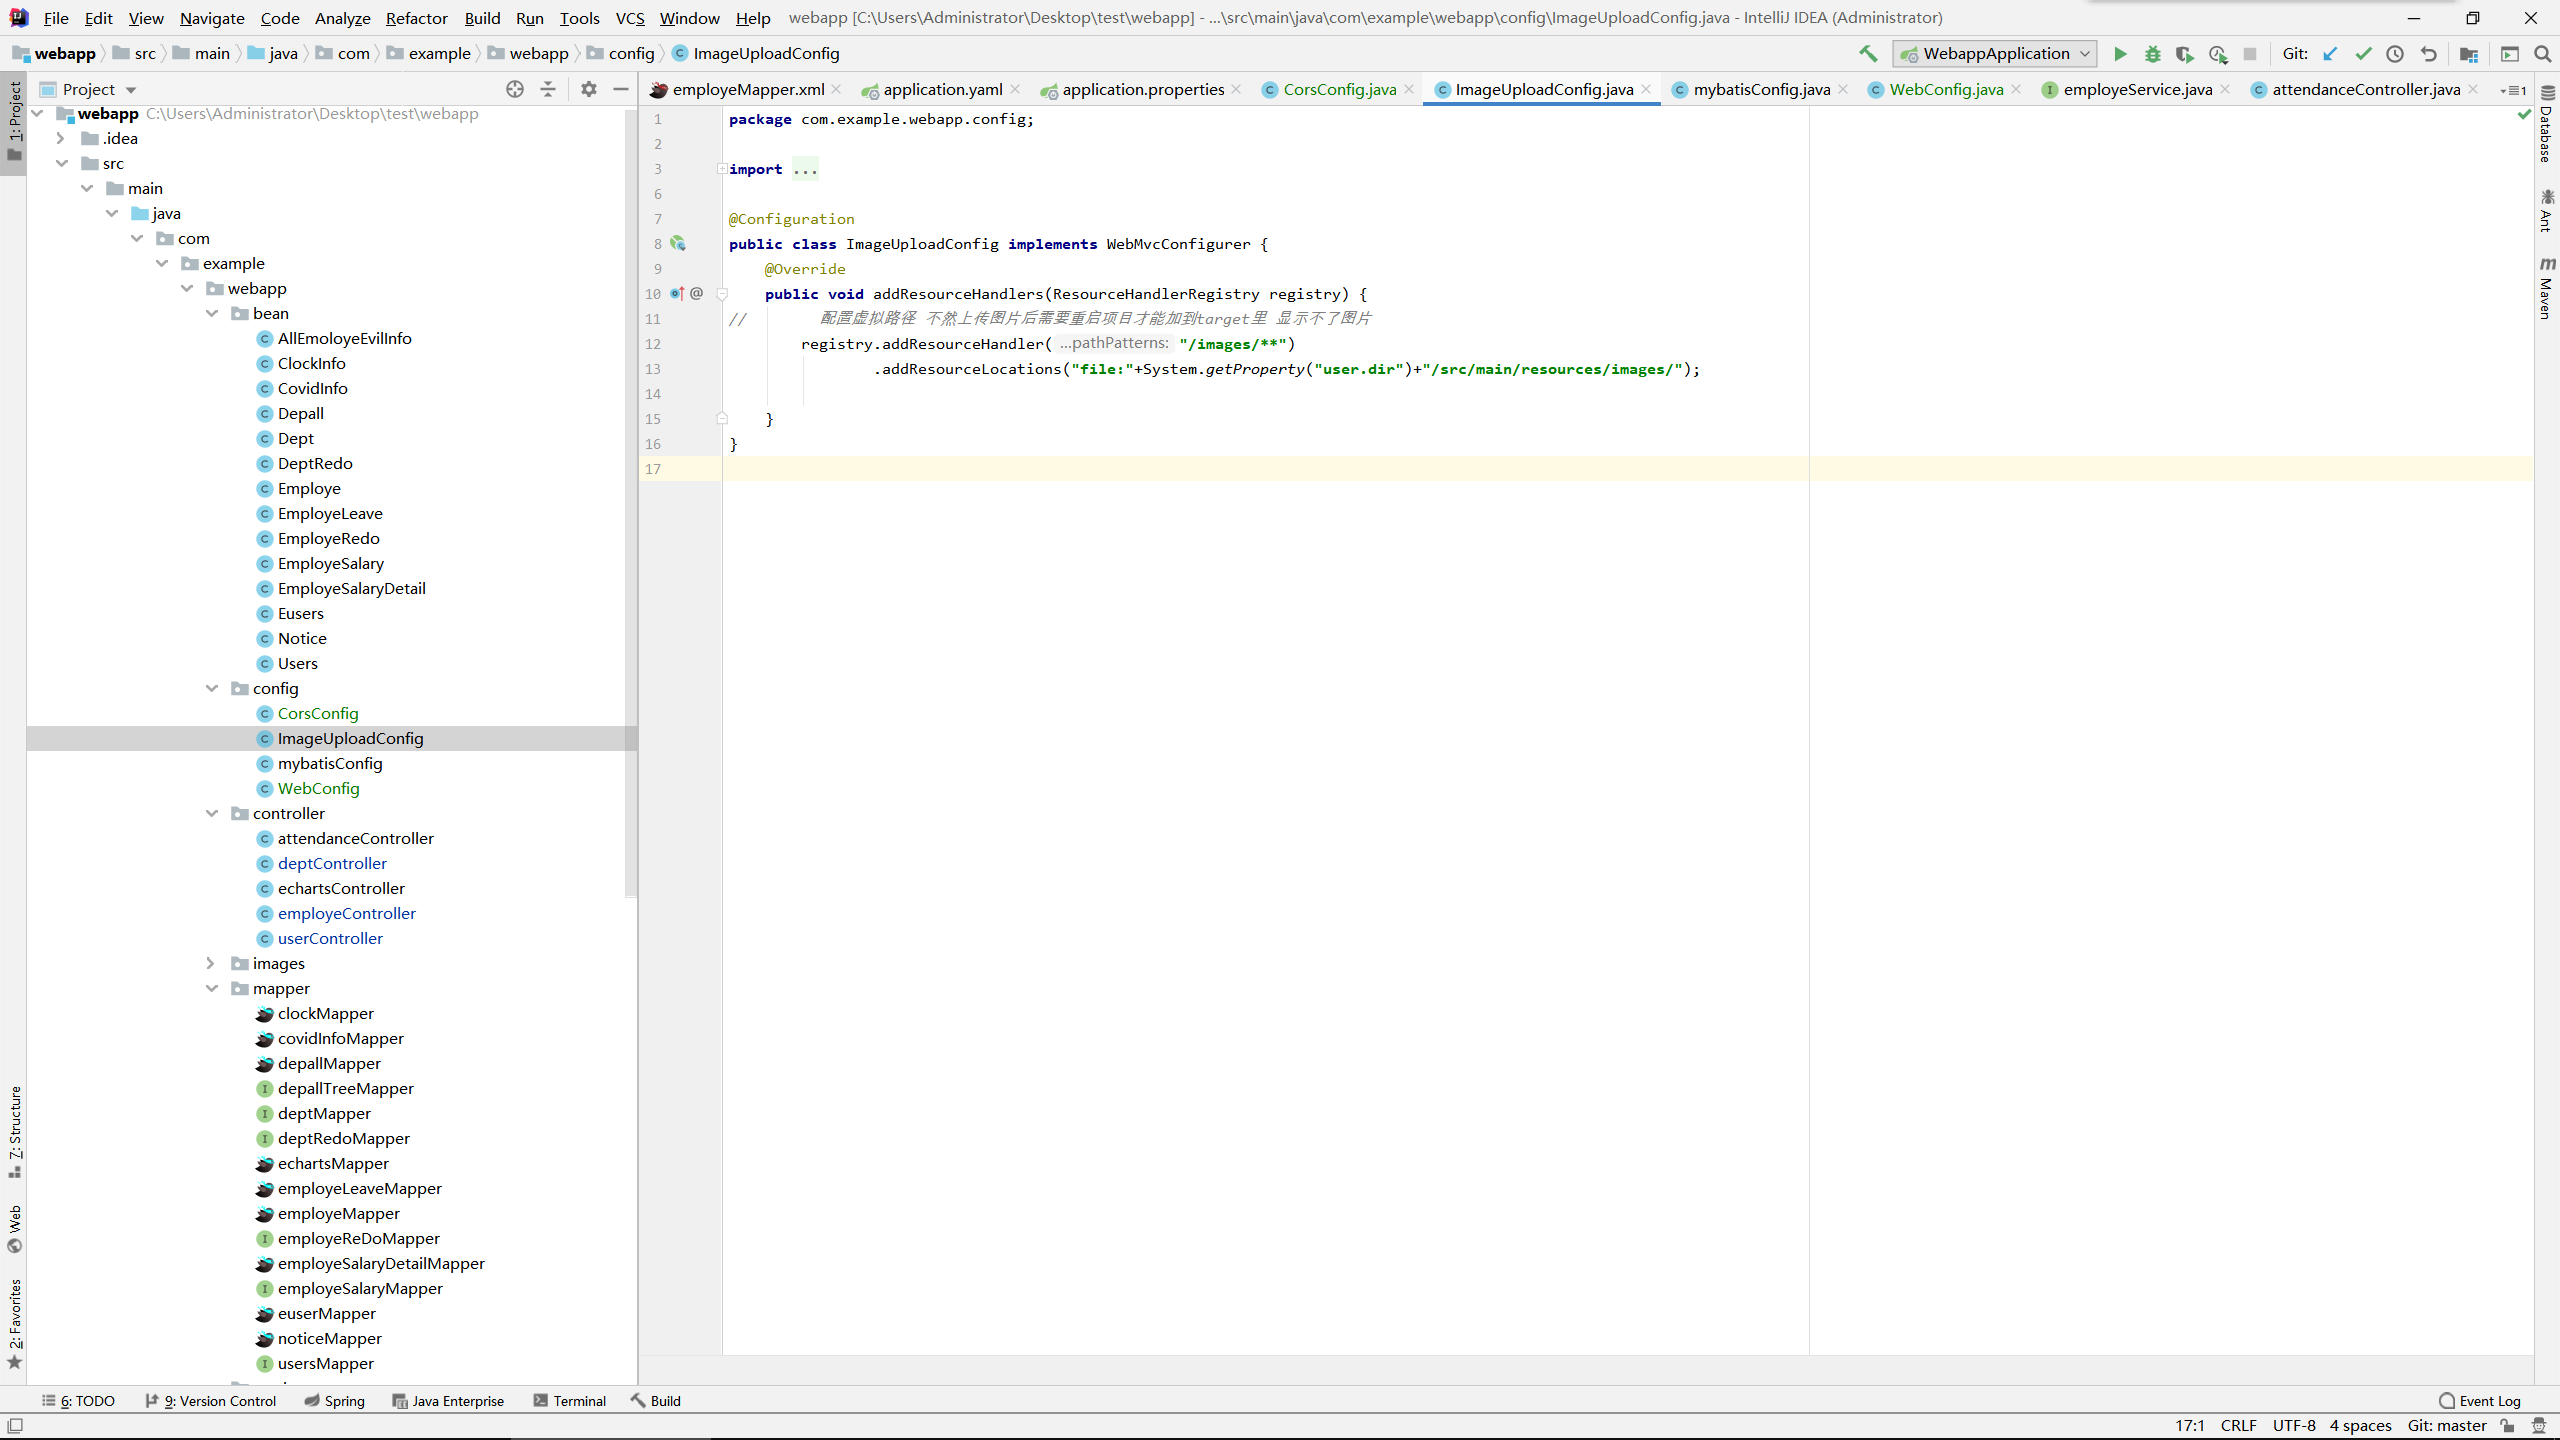 File Edit View Navigate Code Analyze Refactor Build Run Tools VCS Window Help webapp [C:\Users\Administrator\Desktop\test\webapp] - ...\src\main\java\com\example\webapp\config\ImageUploadConfig.java - IntelliJ IDEA (Administrator)
webapp src main java com example webapp config ImageUploadConfig WebappApplication Git:
Project
employeMapper.xml application.yaml application.properties CorsConfig.java ImageUploadConfig.java mybatisConfig.java WebConfig.java employeService.java attendanceController.java 1
1: Project
7: Structure
Web
2: Favorites
webapp C:\Users\Administrator\Desktop\test\webapp
.idea
src
main
java
com
example
webapp
bean
AllEmoloyeEvilInfo
ClockInfo
CovidInfo
Depall
Dept
DeptRedo
Employe
EmployeLeave
EmployeRedo
EmployeSalary
EmployeSalaryDetail
Eusers
Notice
Users
config
CorsConfig
ImageUploadConfig
mybatisConfig
WebConfig
controller
attendanceController
deptController
echartsController
employeController
userController
images
mapper
clockMapper
covidInfoMapper
depallMapper
depallTreeMapper
deptMapper
deptRedoMapper
echartsMapper
employeLeaveMapper
employeMapper
employeReDoMapper
employeSalaryDetailMapper
employeSalaryMapper
euserMapper
noticeMapper
usersMapper
1 package com.example.webapp.config;
2
3 import ...
6
7 @Configuration
8 public class ImageUploadConfig implements WebMvcConfigurer {
9 @Override
10 @ public void addResourceHandlers(ResourceHandlerRegistry registry) {
11 // 配置虚拟路径 不然上传图片后需要重启项目才能加到target里 显示不了图片
12 registry.addResourceHandler( ...pathPatterns: "/images/**")
13 .addResourceLocations("file:"+System.getProperty("user.dir")+"/src/main/resources/images/");
14
15 }
16 }
17
Database
Ant
Maven
6: TODO 9: Version Control Spring Java Enterprise Terminal Build Event Log
17:1 CRLF UTF-8 4 spaces Git: master